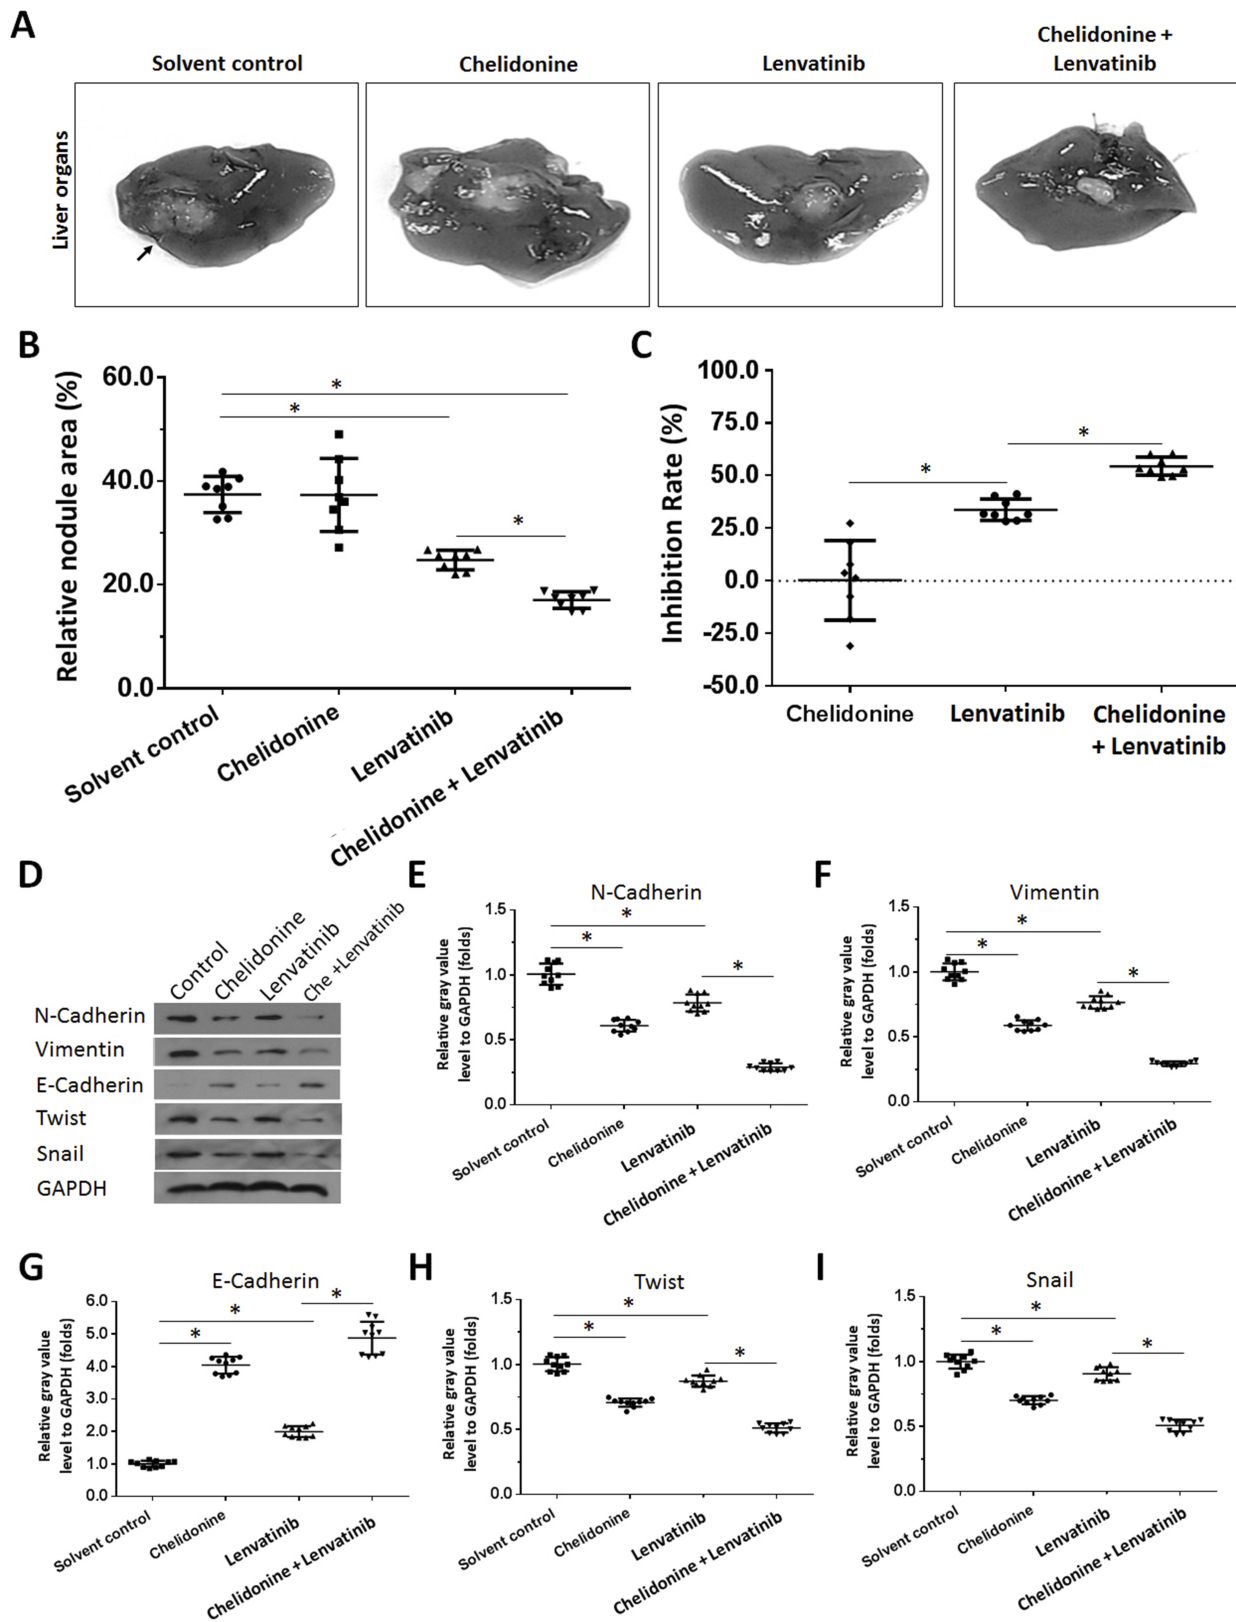 A
Solvent control
Chelidonine
Lenvatinib
Chelidonine +
Lenvatinib
Liver organs
B
Relative nodule area (%)
60.0
40.0
20.0
0.0
*
*
*
Solvent control
Chelidonine
Lenvatinib
Chelidonine + Lenvatinib
C
Inhibition Rate (%)
100.0
75.0
50.0
25.0
0.0
-25.0
-50.0
*
*
Chelidonine
Lenvatinib
Chelidonine
+ Lenvatinib
D
Control
Chelidonine
Lenvatinib
Che +Lenvatinib
N-Cadherin
Vimentin
E-Cadherin
Twist
Snail
GAPDH
E
N-Cadherin
Relative gray value
level to GAPDH (folds)
1.5
1.0
0.5
0.0
*
*
*
Solvent control
Chelidonine
Lenvatinib
Chelidonine + Lenvatinib
F
Vimentin
Relative gray value
level to GAPDH (folds)
1.5
1.0
0.5
0.0
*
*
*
Solvent control
Chelidonine
Lenvatinib
Chelidonine + Lenvatinib
G
E-Cadherin
Relative gray value
level to GAPDH (folds)
6.0
5.0
4.0
3.0
2.0
1.0
0.0
*
*
*
Solvent control
Chelidonine
Lenvatinib
Chelidonine + Lenvatinib
H
Twist
Relative gray value
level to GAPDH (folds)
1.5
1.0
0.5
0.0
*
*
*
Solvent control
Chelidonine
Lenvatinib
Chelidonine + Lenvatinib
I
Snail
Relative gray value
level to GAPDH (folds)
1.5
1.0
0.5
0.0
*
*
*
Solvent control
Chelidonine
Lenvatinib
Chelidonine + Lenvatinib